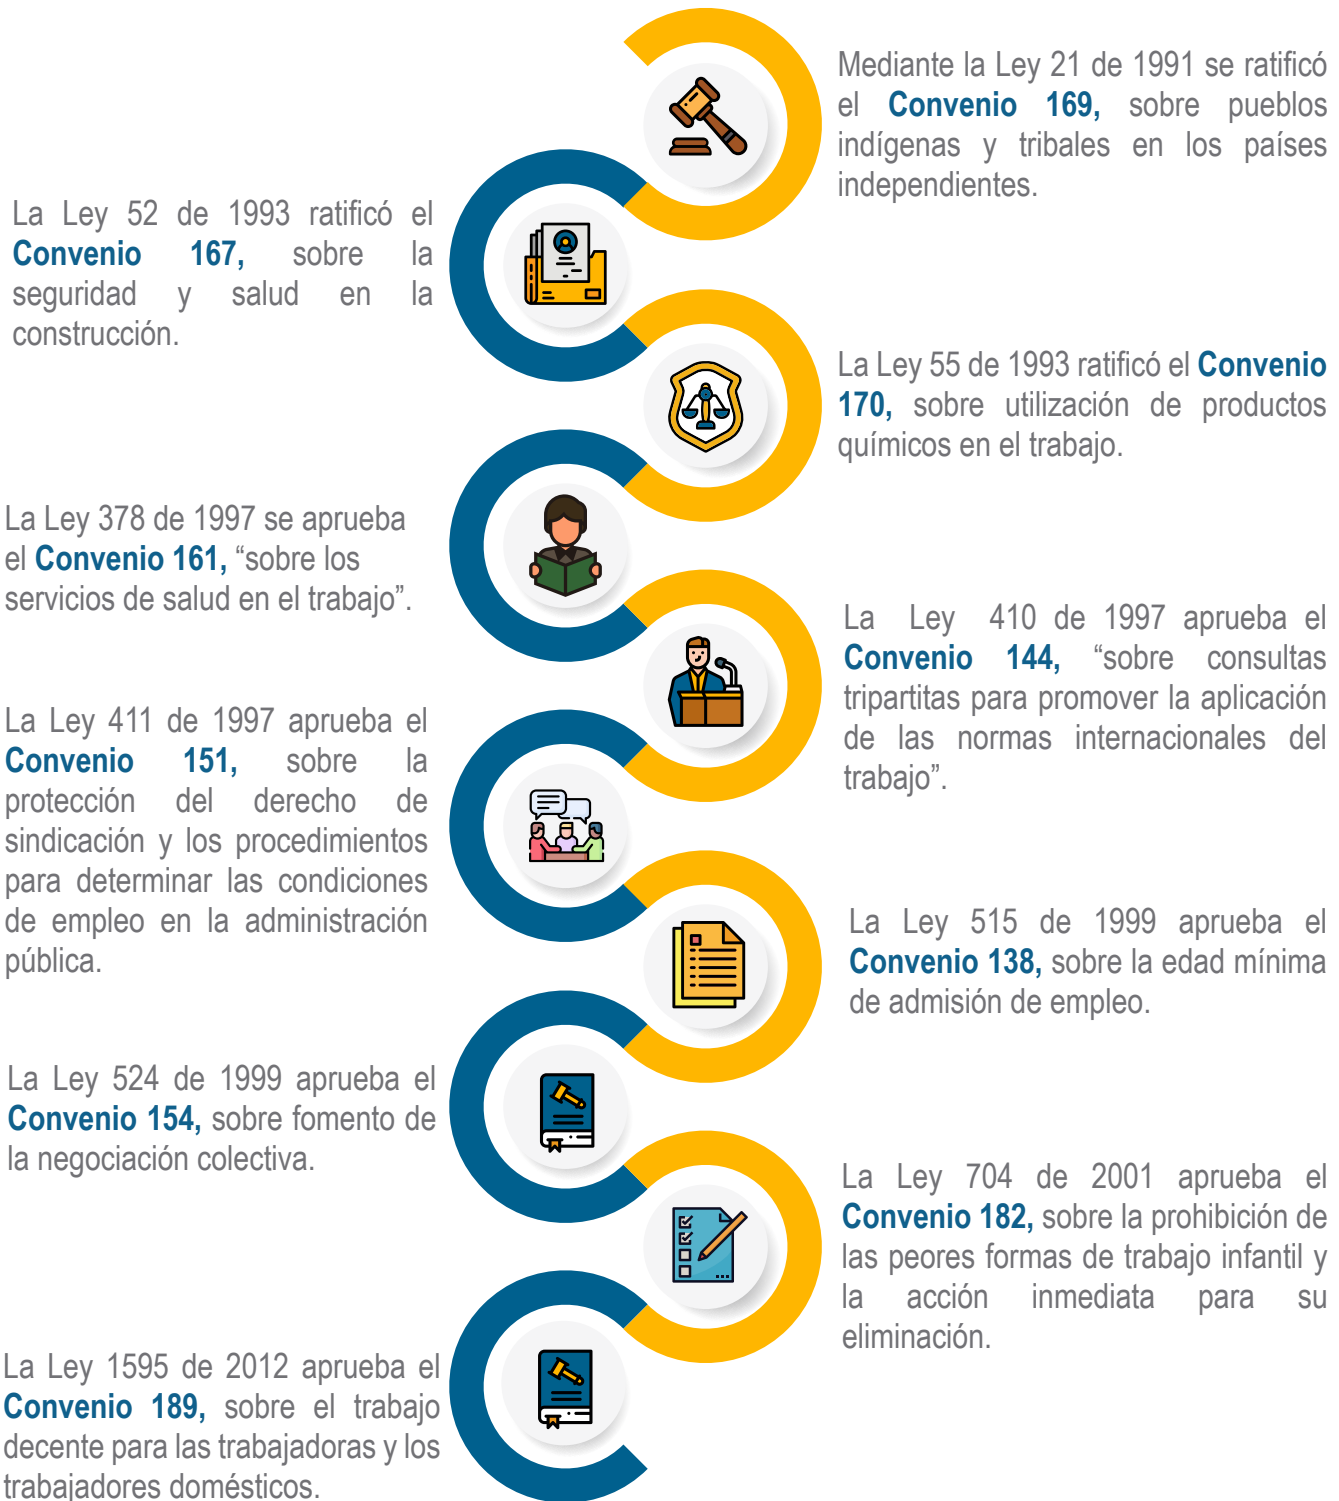 Mediante la Ley 21 de 1991 se ratificó
el Convenio 169, sobre pueblos
indígenas y tribales en los países
independientes.
La Ley 52 de 1993 ratificó el
Convenio 167, sobre la
seguridad y salud en la
construcción.
La Ley 55 de 1993 ratificó el Convenio
170, sobre utilización de productos
químicos en el trabajo.
La Ley 378 de 1997 se aprueba
el Convenio 161, “sobre los
servicios de salud en el trabajo”.
La Ley 410 de 1997 aprueba el
Convenio 144, “sobre consultas
tripartitas para promover la aplicación
de las normas internacionales del
trabajo”.
La Ley 411 de 1997 aprueba el
Convenio 151, sobre la
protección del derecho de
sindicación y los procedimientos
para determinar las condiciones
de empleo en la administración
pública.
La Ley 515 de 1999 aprueba el
Convenio 138, sobre la edad mínima
de admisión de empleo.
La Ley 524 de 1999 aprueba el
Convenio 154, sobre fomento de
la negociación colectiva.
La Ley 704 de 2001 aprueba el
Convenio 182, sobre la prohibición de
las peores formas de trabajo infantil y
la acción inmediata para su
eliminación.
La Ley 1595 de 2012 aprueba el
Convenio 189, sobre el trabajo
decente para las trabajadoras y los
trabajadores domésticos.